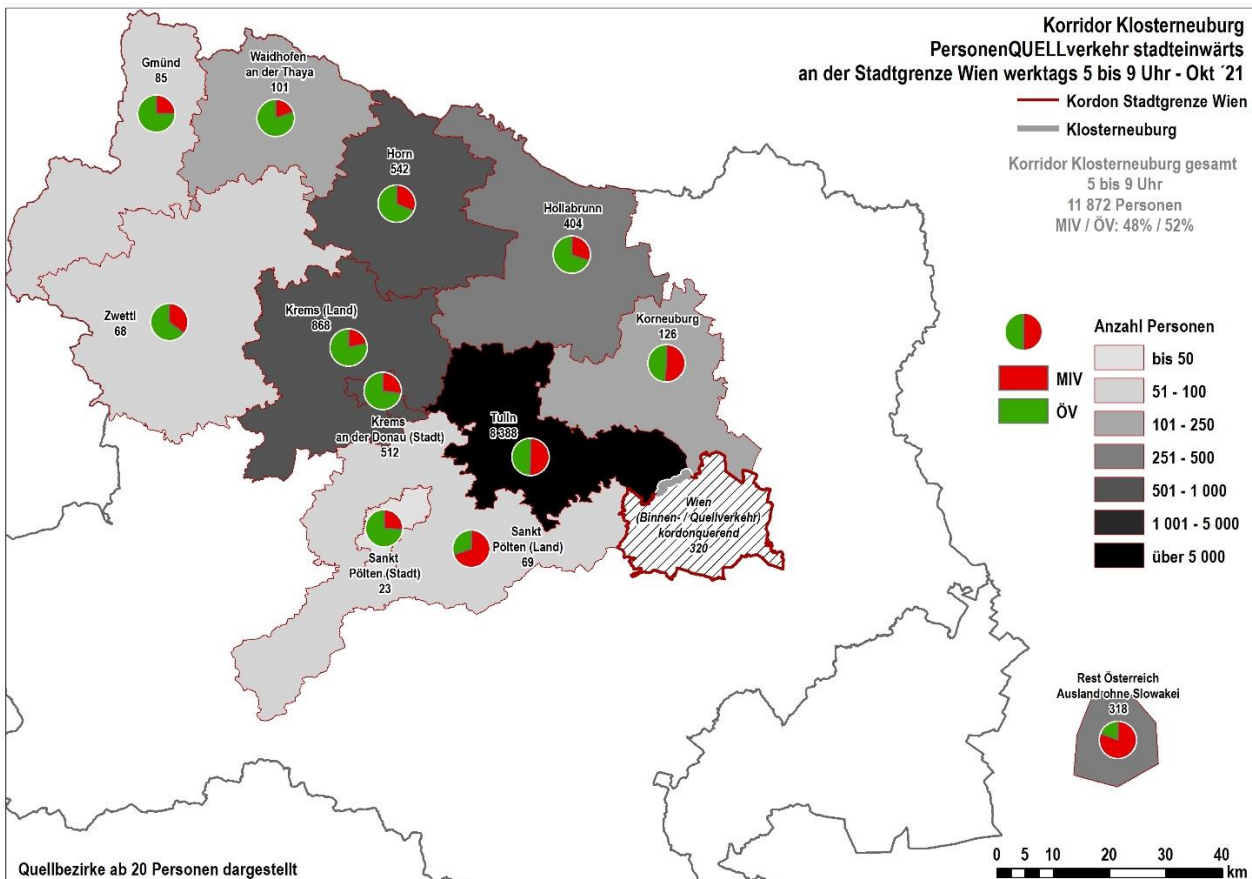 Korridor Klosterneuburg
PersonenQUELLverkehr stadteinwärts
an der Stadtgrenze Wien werktags 5 bis 9 Uhr - Okt ´21
Kordon Stadtgrenze Wien
Klosterneuburg
Korridor Klosterneuburg gesamt
5 bis 9 Uhr
11 872 Personen
MIV / ÖV: 48% / 52%
Gmünd
85
Waidhofen
an der Thaya
101
Horn
542
Hollabrunn
404
Zwettl
68
Krems (Land)
868
Korneuburg
126
Krems
an der Donau (Stadt)
512
Tulln
8 388
Wien
(Binnen- / Quellverkehr)
kordonquerend
320
Sankt
Pölten (Stadt)
23
Sankt
Pölten (Land)
69
MIV
ÖV
Anzahl Personen
bis 50
51 - 100
101 - 250
251 - 500
501 - 1 000
1 001 - 5 000
über 5 000
Rest Österreich
Ausland ohne Slowakei
318
Quellbezirke ab 20 Personen dargestellt
0 5 10 20 30 40
km